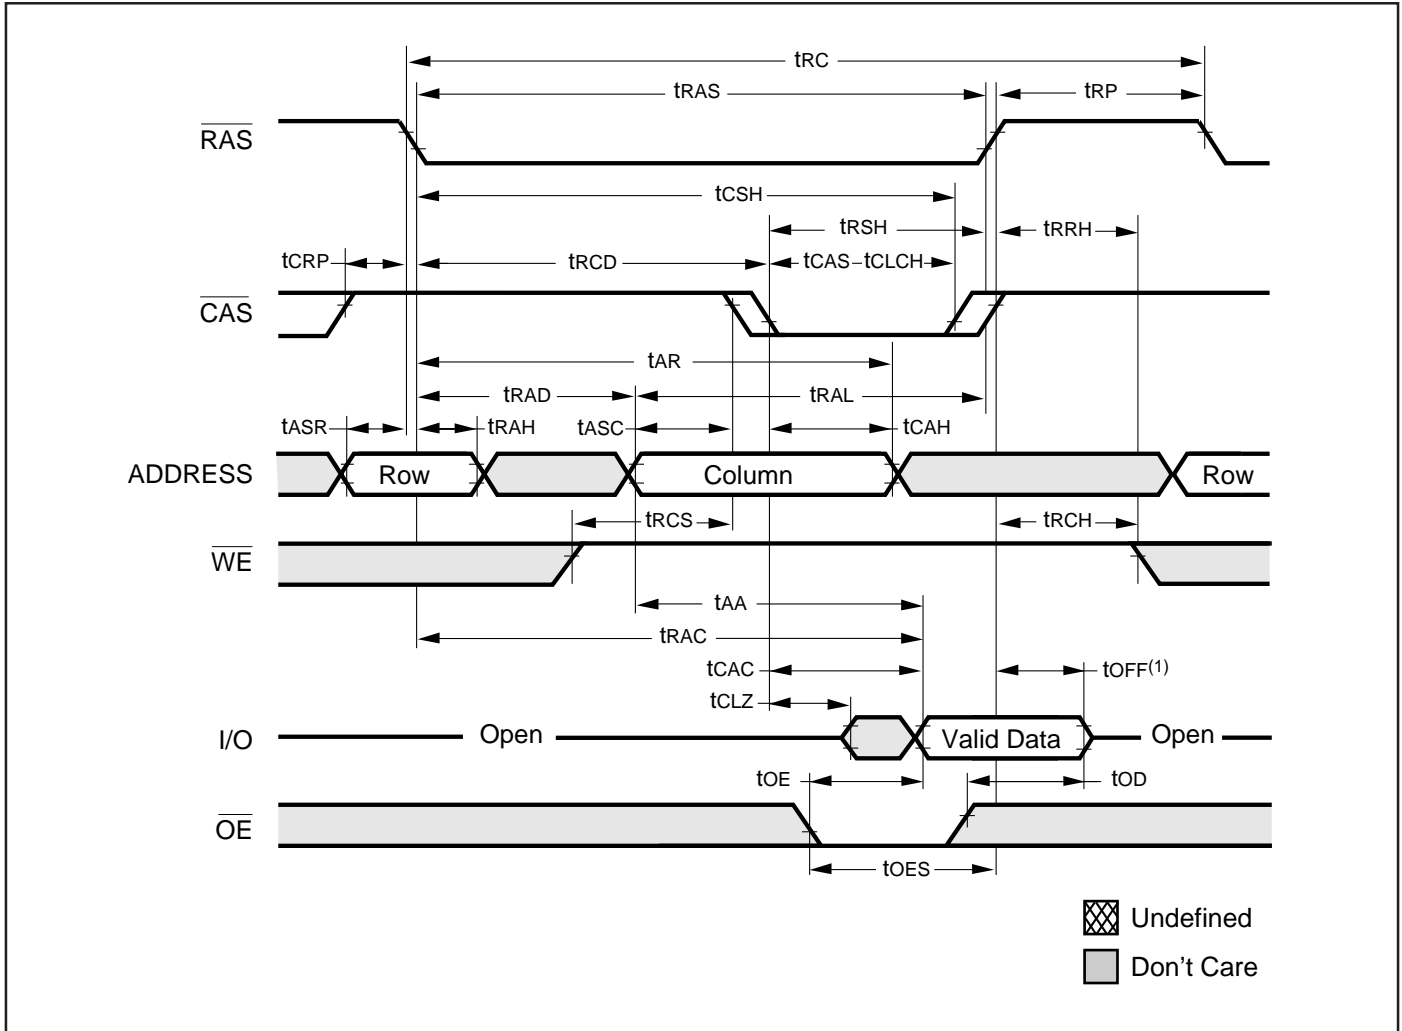 tRC
tRAS tRP
RAS
tCSH
tRSH tRRH
tCRP tRCD tCAS tCLCH
CAS
tAR
tRAD tRAL
tASR tRAH tASC tCAH
ADDRESS Row Column Row
tRCS tRCH
WE
tAA
tRAC
tCAC tOFF(1)
tCLZ
I/O Open Valid Data Open
tOE tOD
OE
tOES
Undefined
Don't Care